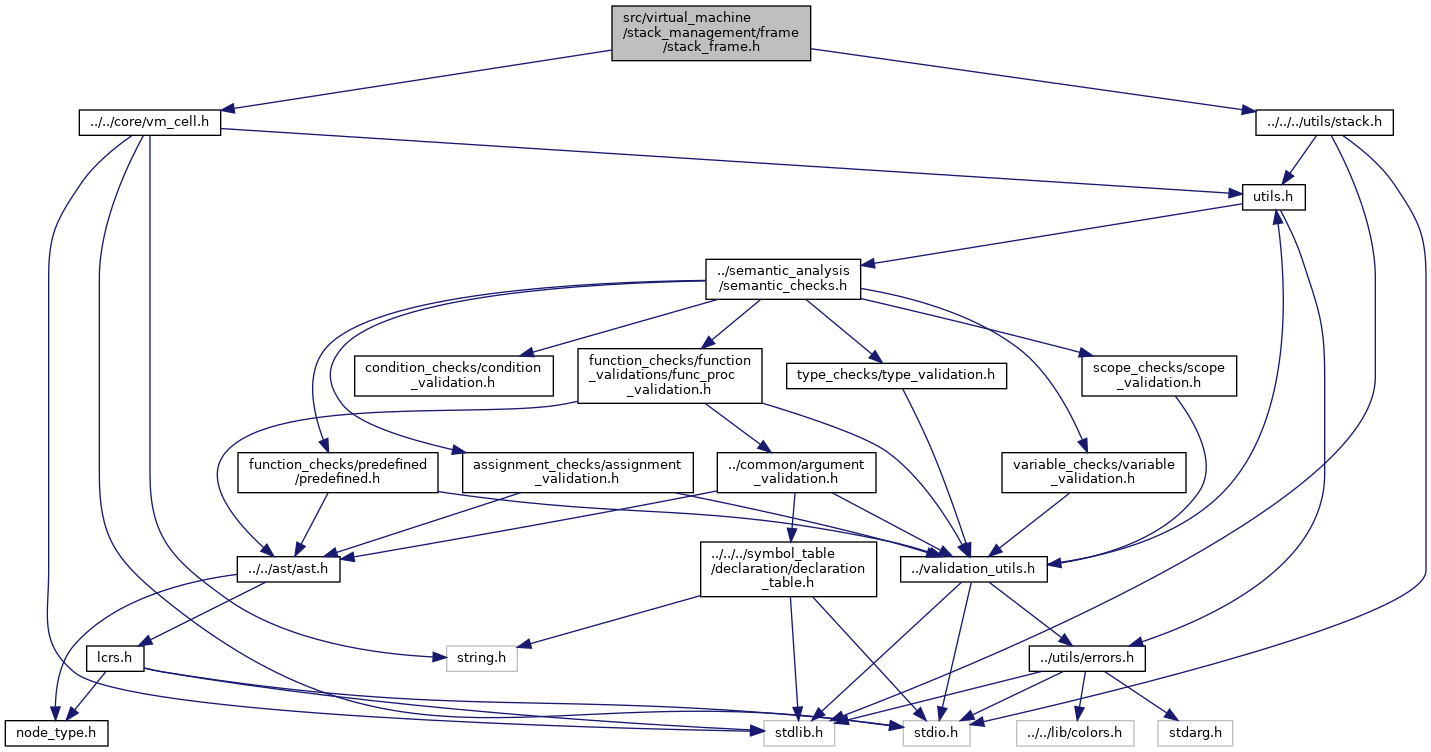 src/virtual_machine
/stack_management/frame
/stack_frame.h
../../core/vm_cell.h
../../../utils/stack.h
utils.h
../semantic_analysis
/semantic_checks.h
condition_checks/condition
_validation.h
function_checks/function
_validations/func_proc
_validation.h
type_checks/type_validation.h
scope_checks/scope
_validation.h
function_checks/predefined
/predefined.h
assignment_checks/assignment
_validation.h
../common/argument
_validation.h
variable_checks/variable
_validation.h
../../ast/ast.h
../../../symbol_table
/declaration/declaration
_table.h
../validation_utils.h
lcrs.h
string.h
../utils/errors.h
node_type.h
stdlib.h
stdio.h
../../lib/colors.h
stdarg.h